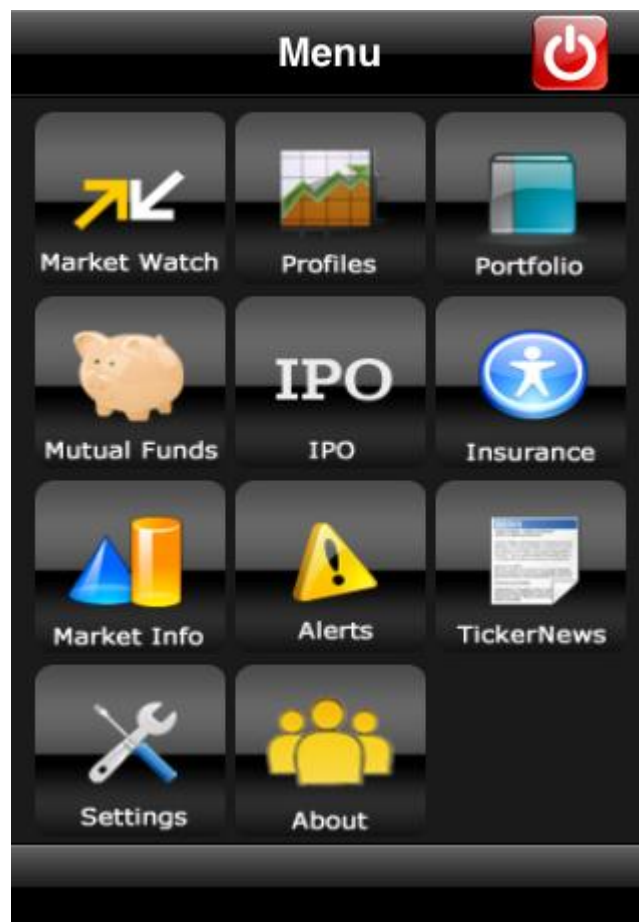 Menu
Market Watch
Profiles
Portfolio
Mutual Funds
IPO
IPO
Insurance
Market Info
Alerts
TickerNews
Settings
About